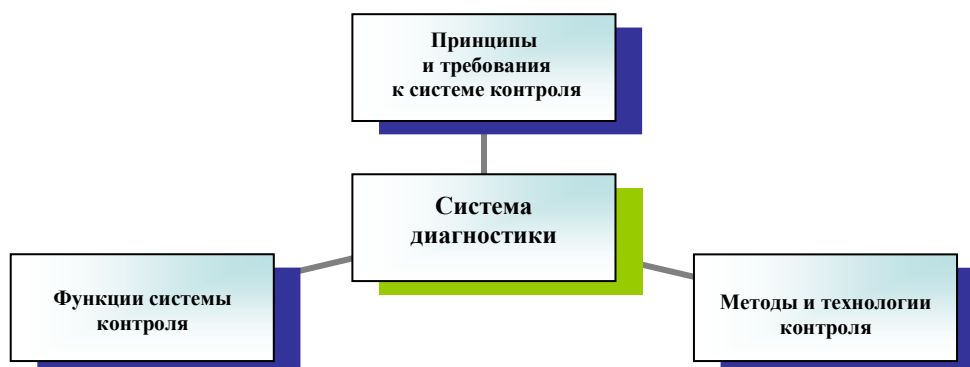 Принципы
и требования
к системе контроля
Система
диагностики
Функции системы
контроля
Методы и технологии
контроля